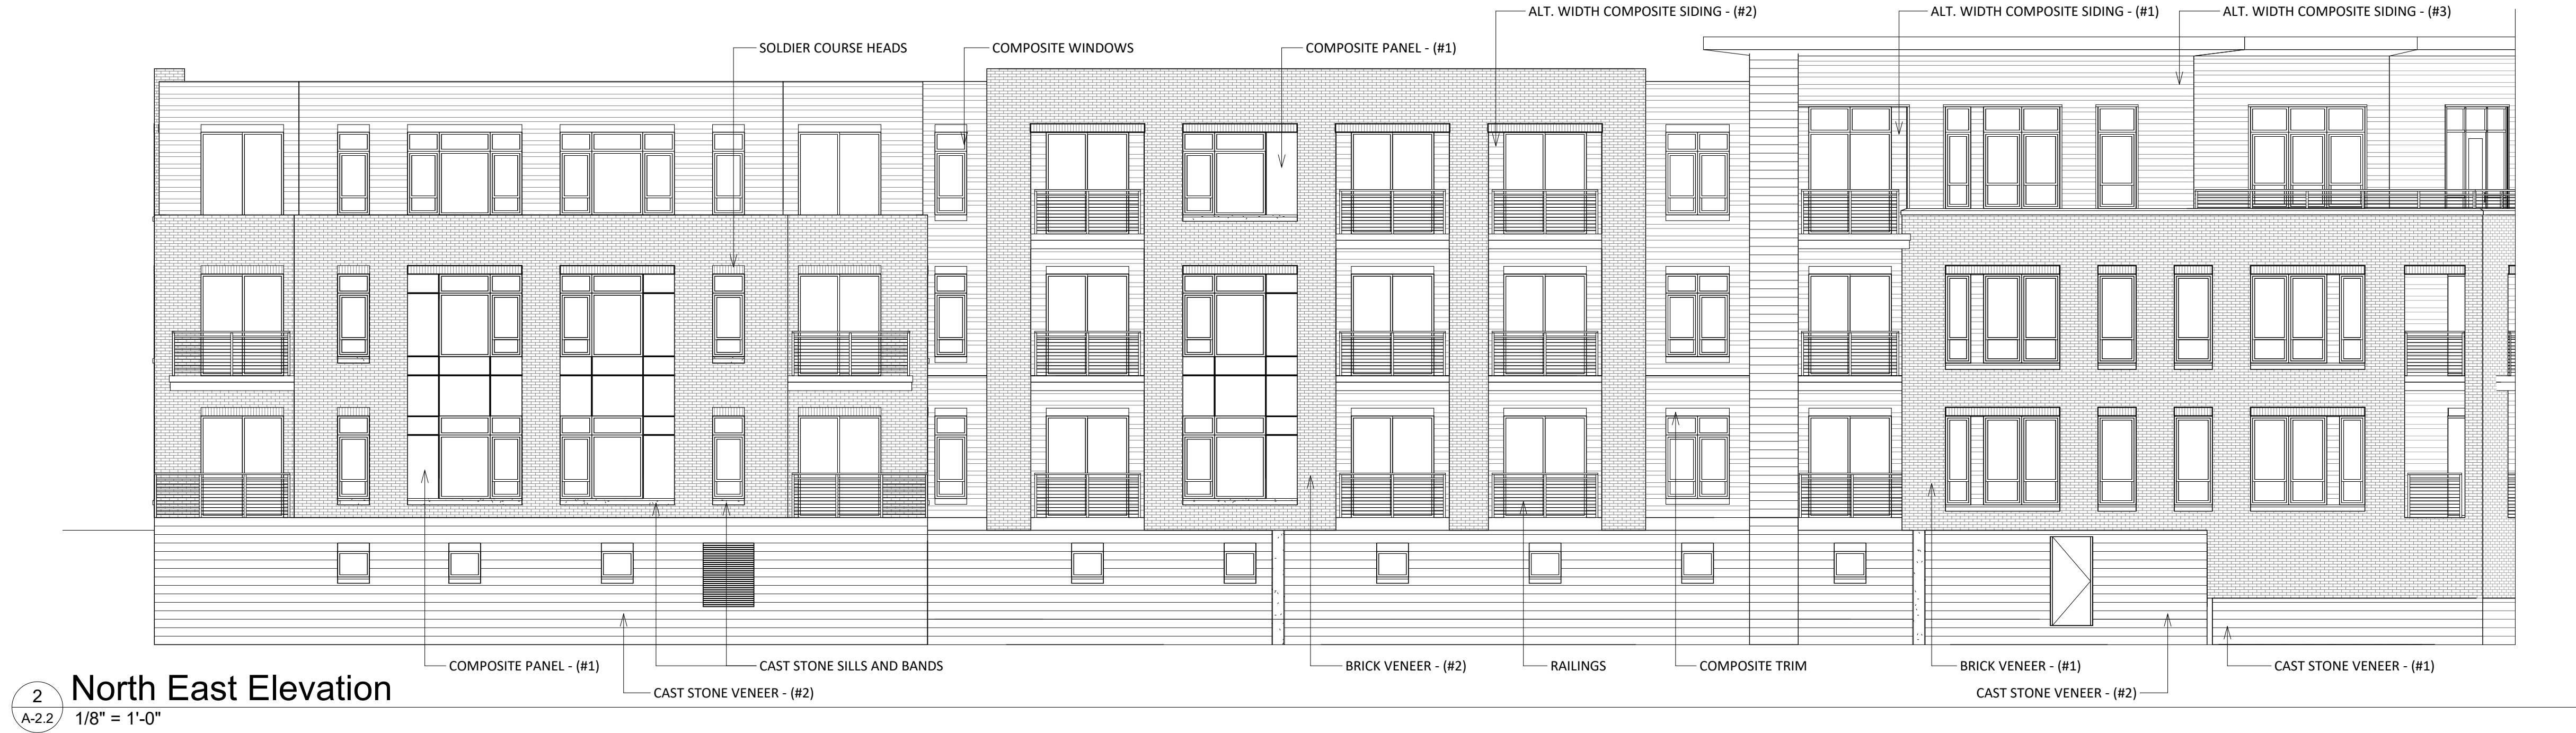 ALT. WIDTH COMPOSITE SIDING - (#2)
ALT. WIDTH COMPOSITE SIDING - (#1)
ALT. WIDTH COMPOSITE SIDING - (#3)
SOLDIER COURSE HEADS
COMPOSITE WINDOWS
COMPOSITE PANEL - (#1)
COMPOSITE PANEL - (#1)
CAST STONE SILLS AND BANDS
BRICK VENEER - (#2)
RAILINGS
COMPOSITE TRIM
BRICK VENEER - (#1)
CAST STONE VENEER - (#1)
CAST STONE VENEER - (#2)
CAST STONE VENEER - (#2)
2
North East Elevation
A-2.2
1/8" = 1'-0"